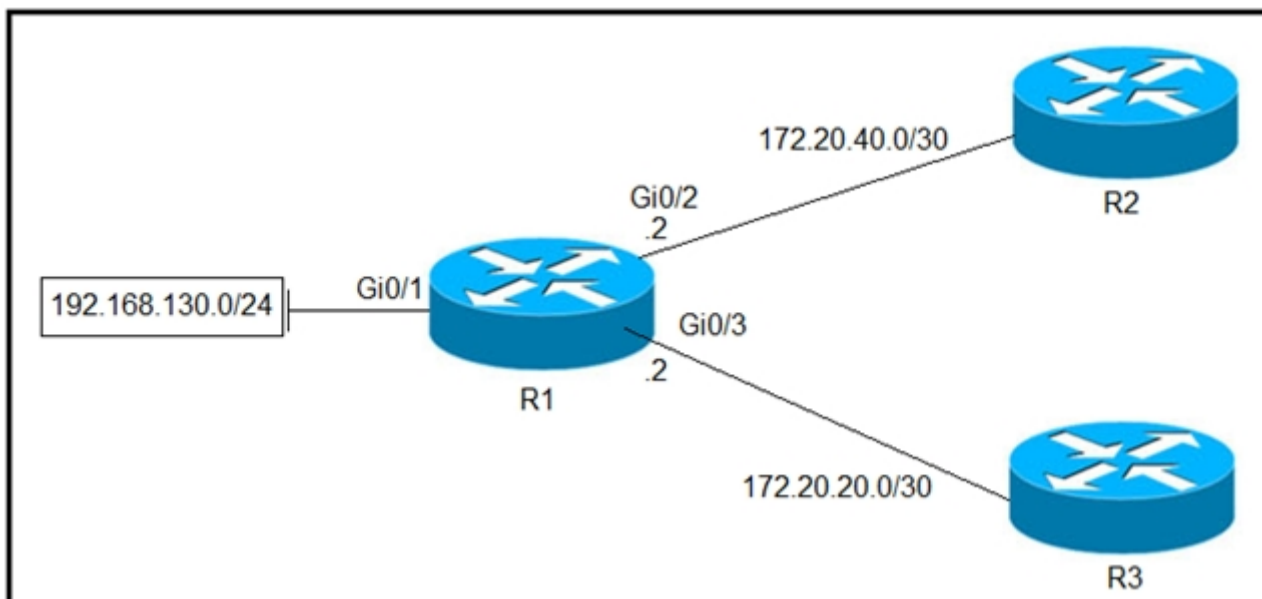 172.20.40.0/30
R2
Gi0/2
.2
192.168.130.0/24
Gi0/1
R1
Gi0/3
.2
172.20.20.0/30
R3